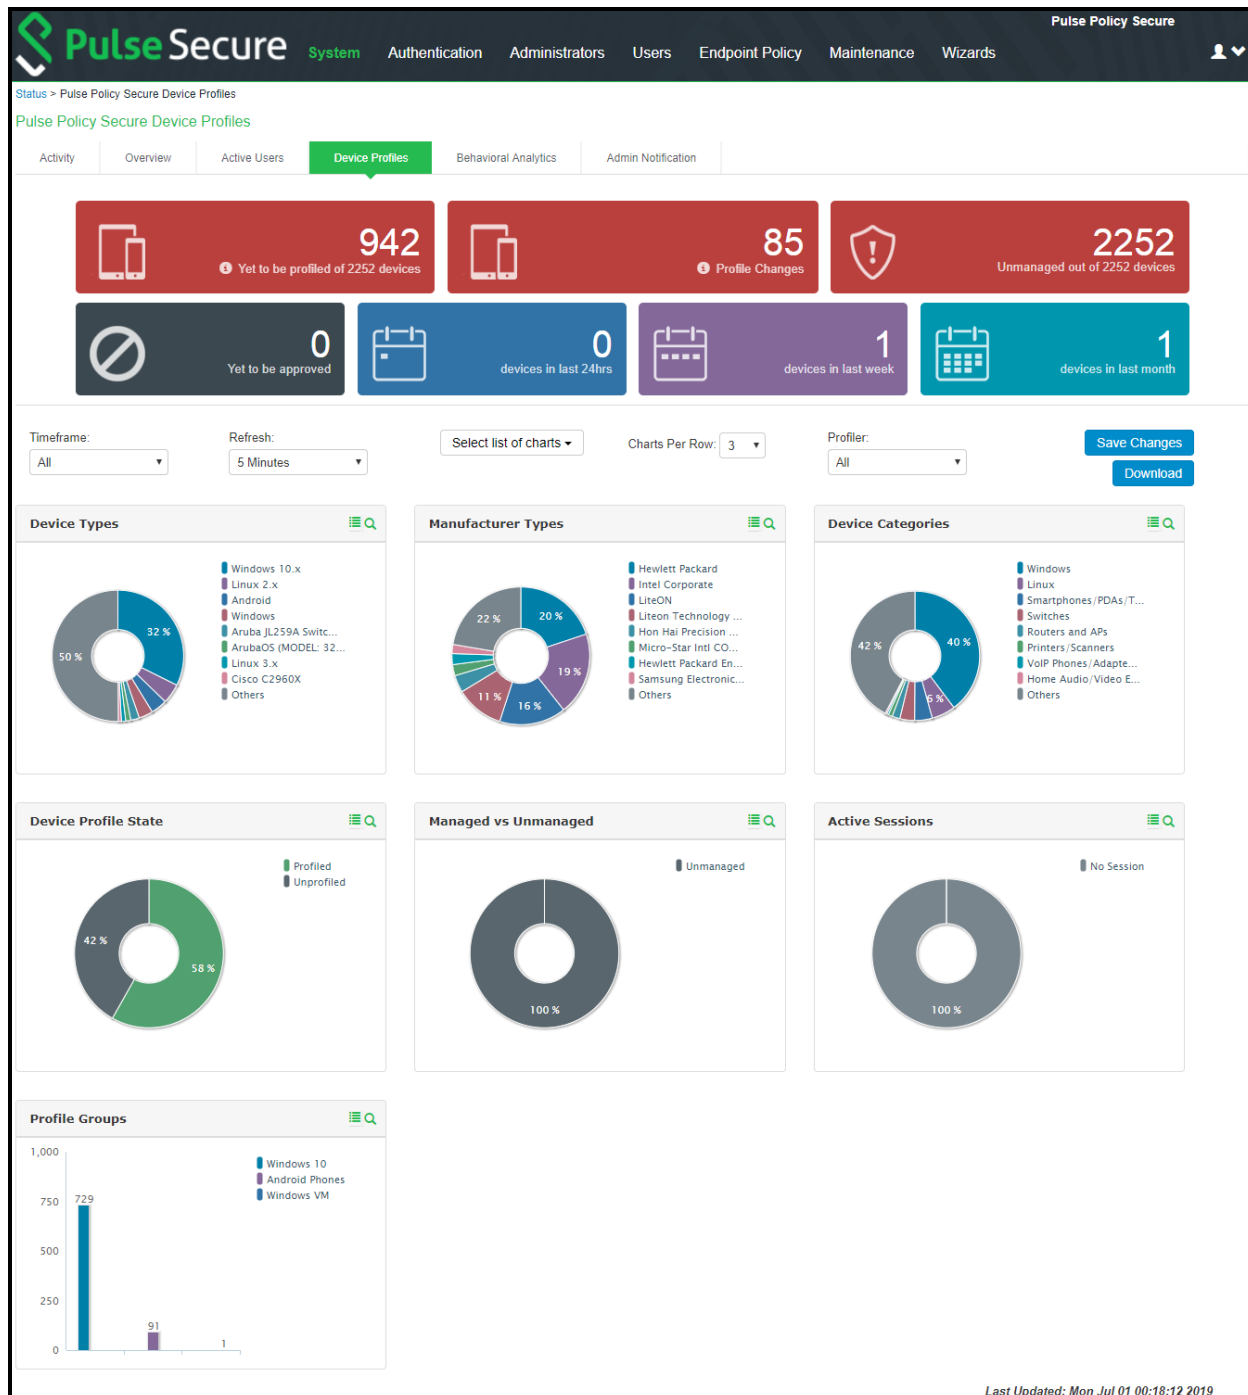 Pulse Policy Secure
Pulse Secure
System Authentication Administrators Users Endpoint Policy Maintenance Wizards
Status > Pulse Policy Secure Device Profiles
Pulse Policy Secure Device Profiles
Activity Overview Active Users Device Profiles Behavioral Analytics Admin Notification
942
Yet to be profiled of 2252 devices
85
Profile Changes
2252
Unmanaged out of 2252 devices
0
Yet to be approved
0
devices in last 24hrs
1
devices in last week
1
devices in last month
Timeframe:
All
Refresh:
5 Minutes
Select list of charts
Charts Per Row: 3
Profiler:
All
Save Changes
Download
Device Types
Windows 10.x
Linux 2.x
Android
Windows
Aruba JL259A Switc...
ArubaOS (MODEL: 32...
Linux 3.x
Cisco C2960X
Others
32 %
50 %
Manufacturer Types
Hewlett Packard
Intel Corporate
LiteON
Liteon Technology ...
Hon Hai Precision ...
Micro-Star Intl CO...
Hewlett Packard En...
Samsung Electronic...
Others
22 %
20 %
19 %
11 %
16 %
Device Categories
Windows
Linux
Smartphones/PDAs/T...
Switches
Routers and APs
Printers/Scanners
VoIP Phones/Adapte...
Home Audio/Video E...
Others
42 %
40 %
6 %
Device Profile State
Profiled
Unprofiled
42 %
58 %
Managed vs Unmanaged
Unmanaged
100 %
Active Sessions
No Session
100 %
Profile Groups
1,000
750
500
250
0
729
91
1
Windows 10
Android Phones
Windows VM
Last Updated: Mon Jul 01 00:18:12 2019